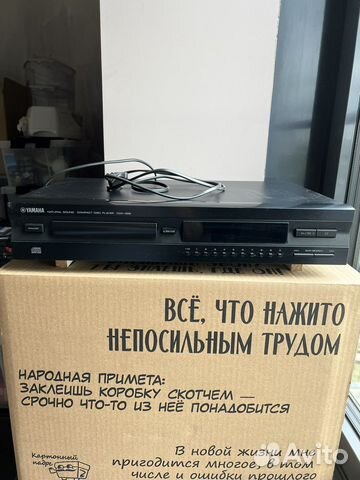 YAMAHA
NATURAL SOUND COMPACT DISC PLAYER
ВСЁ, ЧТО НАЖИТО
НЕПОСИЛЬНЫМ ТРУДОМ
НАРОДНАЯ ПРИМЕТА:
ЗАКЛЕИШЬ КОРОБКУ СКОТЧЕМ —
СРОЧНО ЧТО-ТО ИЗ НЕЁ ПОНАДОБИТСЯ
Картонный
В новой жизни мне
пригодится многое, в том
числе и ошибки прошлого
Avito